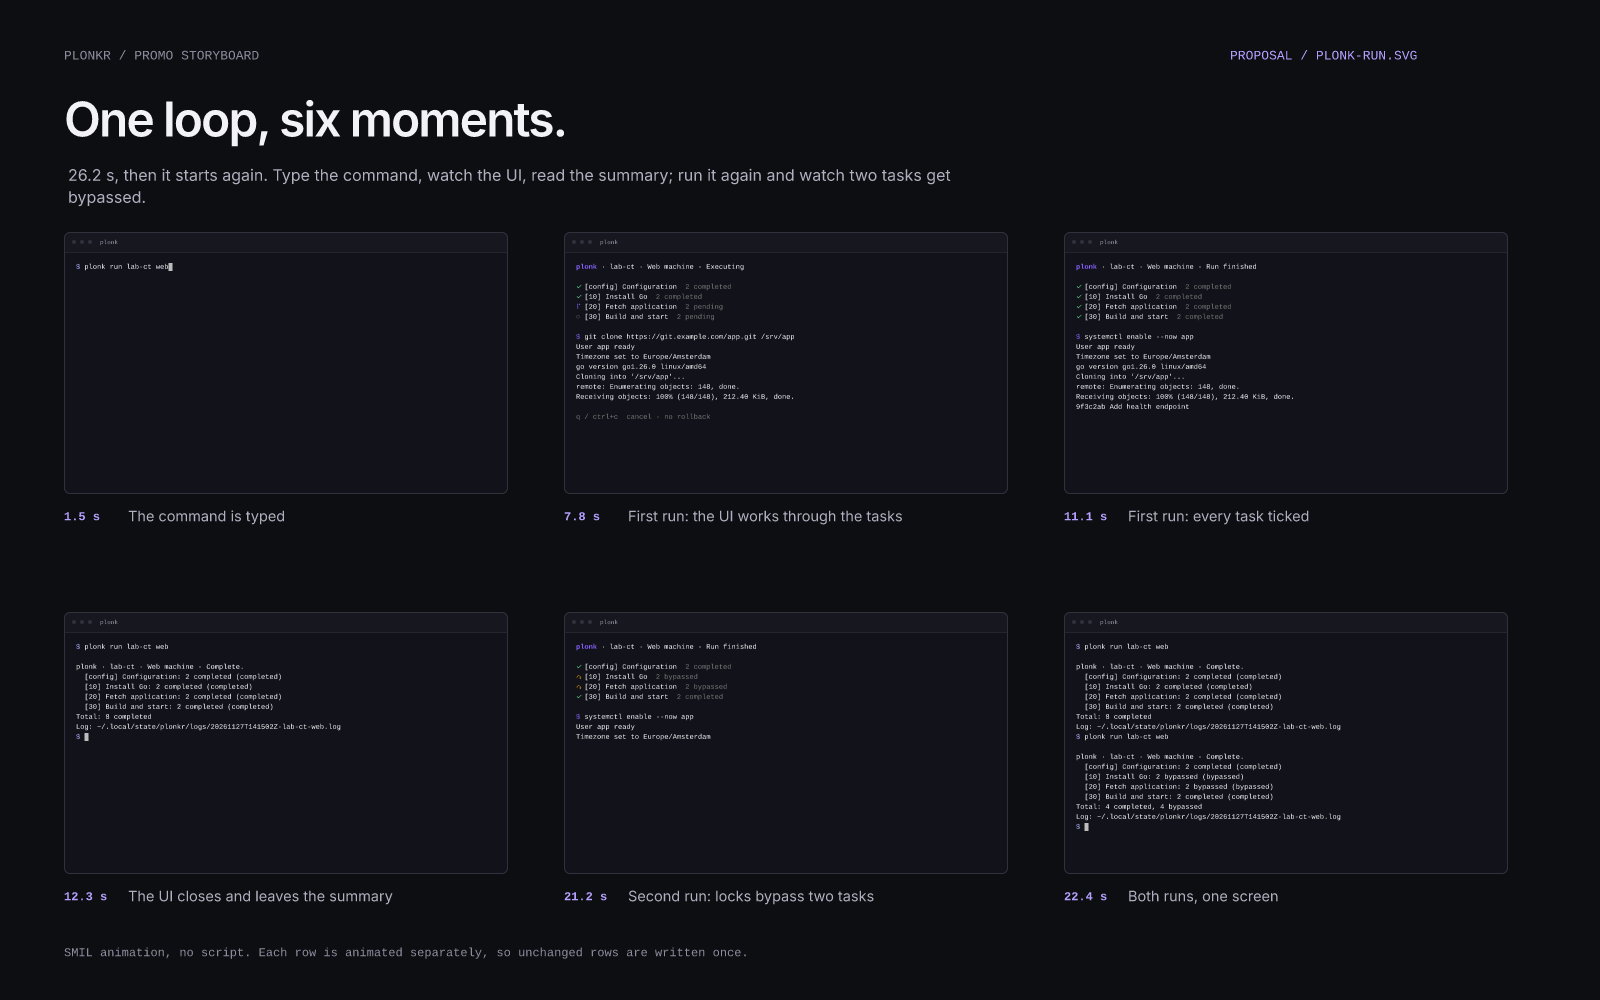 PLONKR / PROMO STORYBOARD
PROPOSAL / PLONK-RUN.SVG
One loop, six moments.
26.2 s, then it starts again. Type the command, watch the UI, read the summary; run it again and watch two tasks get
bypassed.
plonk
$ plonk run lab-ct web
1.5 s The command is typed
plonk
plonk · lab-ct · Web machine - Executing
✓ [config] Configuration 2 completed
✓ [10] Install Go 2 completed
[20] Fetch application 2 pending
[30] Build and start 2 pending
$ git clone https://git.example.com/app.git /srv/app
User app ready
Timezone set to Europe/Amsterdam
go version go1.26.0 linux/amd64
Cloning into '/srv/app'...
remote: Enumerating objects: 148, done.
Receiving objects: 100% (148/148), 212.40 KiB, done.
q / ctrl+c cancel - no rollback
7.8 s First run: the UI works through the tasks
plonk
plonk · lab-ct · Web machine - Run finished
✓ [config] Configuration 2 completed
✓ [10] Install Go 2 completed
✓ [20] Fetch application 2 completed
✓ [30] Build and start 2 completed
$ systemctl enable --now app
User app ready
Timezone set to Europe/Amsterdam
go version go1.26.0 linux/amd64
Cloning into '/srv/app'...
remote: Enumerating objects: 148, done.
Receiving objects: 100% (148/148), 212.40 KiB, done.
9f3c2ab Add health endpoint
11.1 s First run: every task ticked
plonk
$ plonk run lab-ct web
plonk · lab-ct · Web machine - Complete.
[config] Configuration: 2 completed (completed)
[10] Install Go: 2 completed (completed)
[20] Fetch application: 2 completed (completed)
[30] Build and start: 2 completed (completed)
Total: 8 completed
Log: ~/.local/state/plonkr/logs/20261127T141502Z-lab-ct-web.log
$
12.3 s The UI closes and leaves the summary
plonk
plonk · lab-ct · Web machine - Run finished
✓ [config] Configuration 2 completed
↷ [10] Install Go 2 bypassed
↷ [20] Fetch application 2 bypassed
✓ [30] Build and start 2 completed
$ systemctl enable --now app
User app ready
Timezone set to Europe/Amsterdam
21.2 s Second run: locks bypass two tasks
plonk
$ plonk run lab-ct web
plonk · lab-ct · Web machine - Complete.
[config] Configuration: 2 completed (completed)
[10] Install Go: 2 completed (completed)
[20] Fetch application: 2 completed (completed)
[30] Build and start: 2 completed (completed)
Total: 8 completed
Log: ~/.local/state/plonkr/logs/20261127T141502Z-lab-ct-web.log
$ plonk run lab-ct web
plonk · lab-ct · Web machine - Complete.
[config] Configuration: 2 completed (completed)
[10] Install Go: 2 bypassed (bypassed)
[20] Fetch application: 2 bypassed (bypassed)
[30] Build and start: 2 completed (completed)
Total: 4 completed, 4 bypassed
Log: ~/.local/state/plonkr/logs/20261127T141502Z-lab-ct-web.log
$
22.4 s Both runs, one screen
SMIL animation, no script. Each row is animated separately, so unchanged rows are written once.